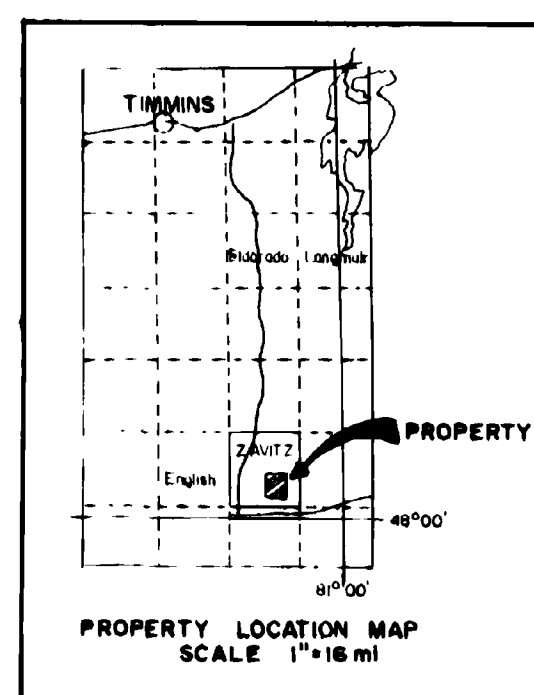 TIMMINS
Eldorado Langmuir
PROPERTY
ZAVITZ
English
48°00'
81°00'
PROPERTY LOCATION MAP
SCALE 1"=16 mi